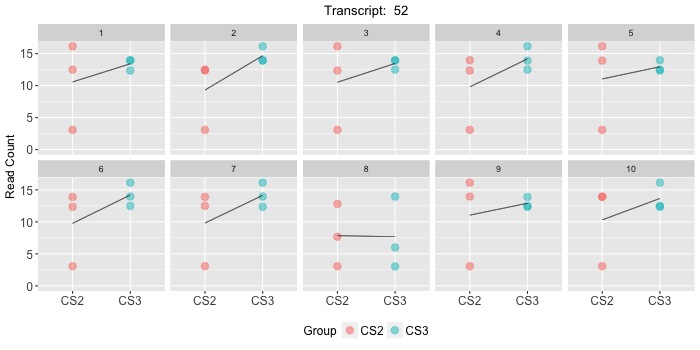 Transcript: 52
1 2 3 4 5
15
10
5
0
Read Count
6 7 8 9 10
15
10
5
0
CS2 CS3 CS2 CS3 CS2 CS3 CS2 CS3 CS2 CS3
Group CS2 CS3